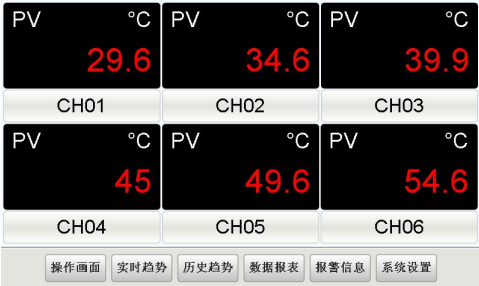 PV °C PV °C PV °C
29.6 34.6 39.9
CH01 CH02 CH03
PV °C PV °C PV °C
45 49.6 54.6
CH04 CH05 CH06
操作画面 实时趋势 历史趋势 数据报表 报警信息 系统设置